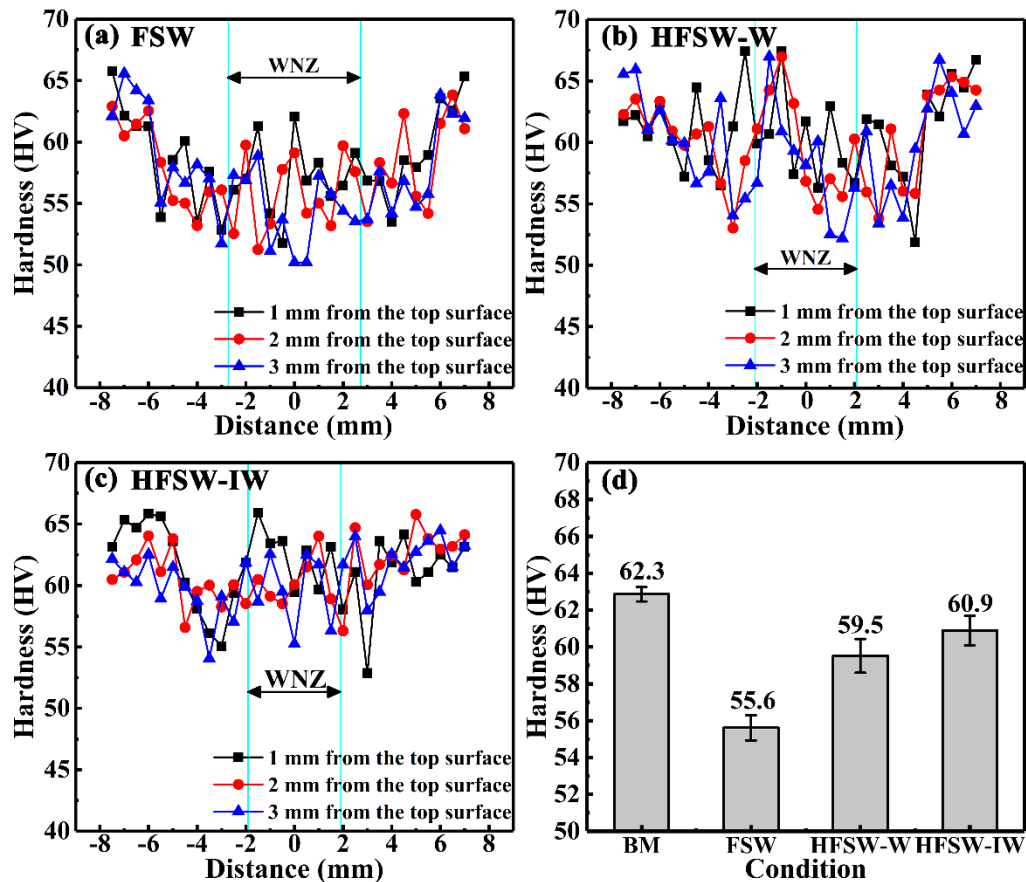 (a) FSW
WNZ
1 mm from the top surface
2 mm from the top surface
3 mm from the top surface
Hardness (HV)
70
65
60
55
50
45
40
-8 -6 -4 -2 0 2 4 6 8
Distance (mm)
(b) HFSW-W
WNZ
1 mm from the top surface
2 mm from the top surface
3 mm from the top surface
Hardness (HV)
70
65
60
55
50
45
40
-8 -6 -4 -2 0 2 4 6 8
Distance (mm)
(c) HFSW-IW
WNZ
1 mm from the top surface
2 mm from the top surface
3 mm from the top surface
Hardness (HV)
70
65
60
55
50
45
40
-8 -6 -4 -2 0 2 4 6 8
Distance (mm)
(d)
62.3
55.6
59.5
60.9
Hardness (HV)
70
68
66
64
62
60
58
56
54
52
50
BM FSW HFSW-W HFSW-IW
Condition